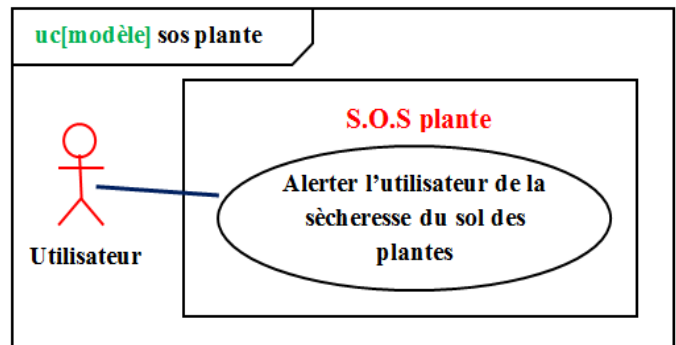 uc[modèle] sos plante
S.O.S plante
Alerter l’utilisateur de la
sècheresse du sol des
plantes
Utilisateur